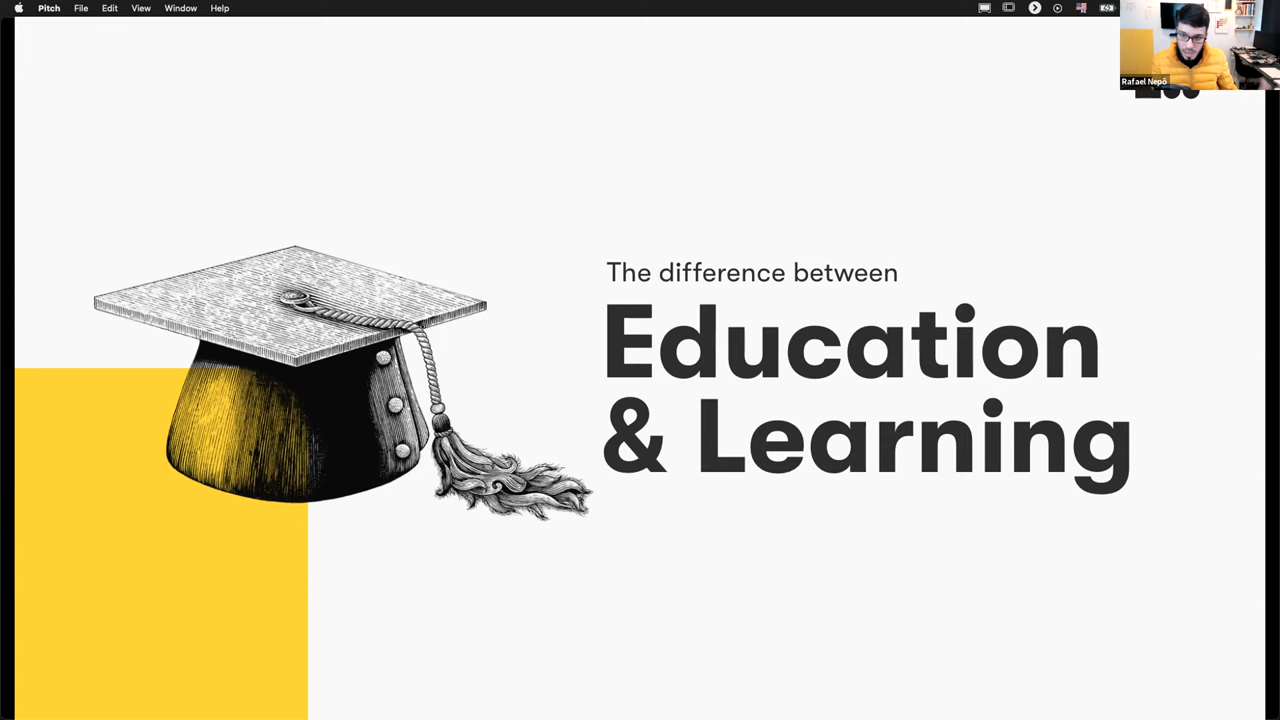 Pitch File Edit View Window Help
Rafael Nepô
The difference between
Education
& Learning